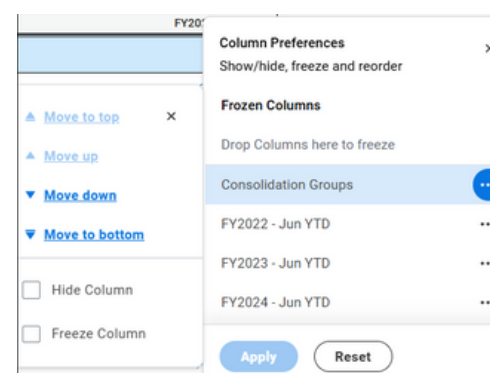 FY20
Column Preferences
Show/hide, freeze and reorder
Frozen Columns
Drop Columns here to freeze
Consolidation Groups
FY2022 - Jun YTD
FY2023 - Jun YTD
FY2024 - Jun YTD
Apply
Reset
Move to top
Move up
Move down
Move to bottom
Hide Column
Freeze Column